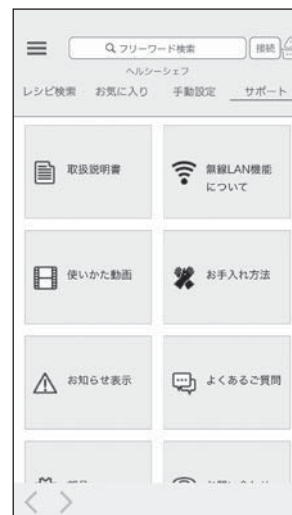 フリーワード検索
接続
ヘルシーシェフ
レシピ検索 お気に入り 手動設定 サポート
取扱説明書
無線LAN機能
について
使いかた動画
お手入れ方法
お知らせ表示
よくあるご質問